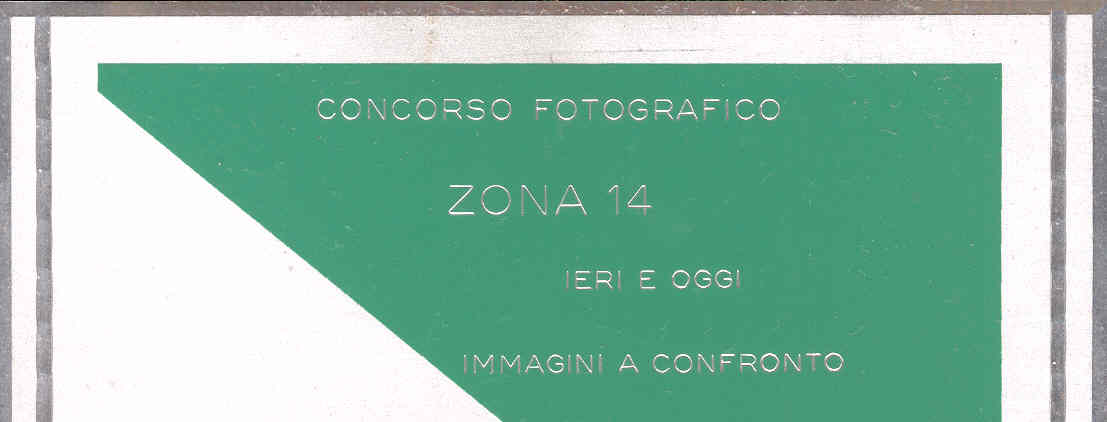 CONCORSO FOTOGRAFICO
ZONA 14
IERI E OGGI
IMMAGINI A CONFRONTO